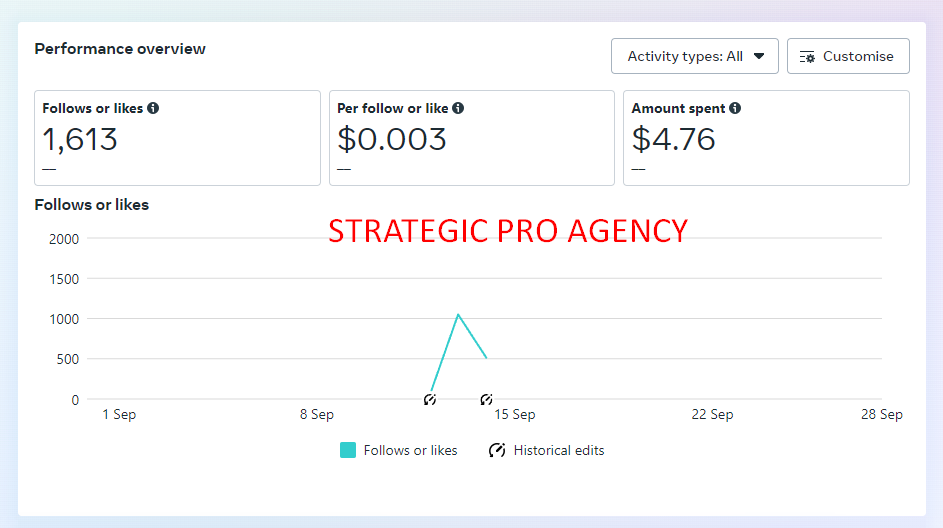 Performance overview
Activity types: All
Customise
Follows or likes
Per follow or like
Amount spent
1,613
$0.003
$4.76
—
—
—
Follows or likes
STRATEGIC PRO AGENCY
2000
1500
1000
500
0
1 Sep
8 Sep
15 Sep
22 Sep
28 Sep
Follows or likes
Historical edits